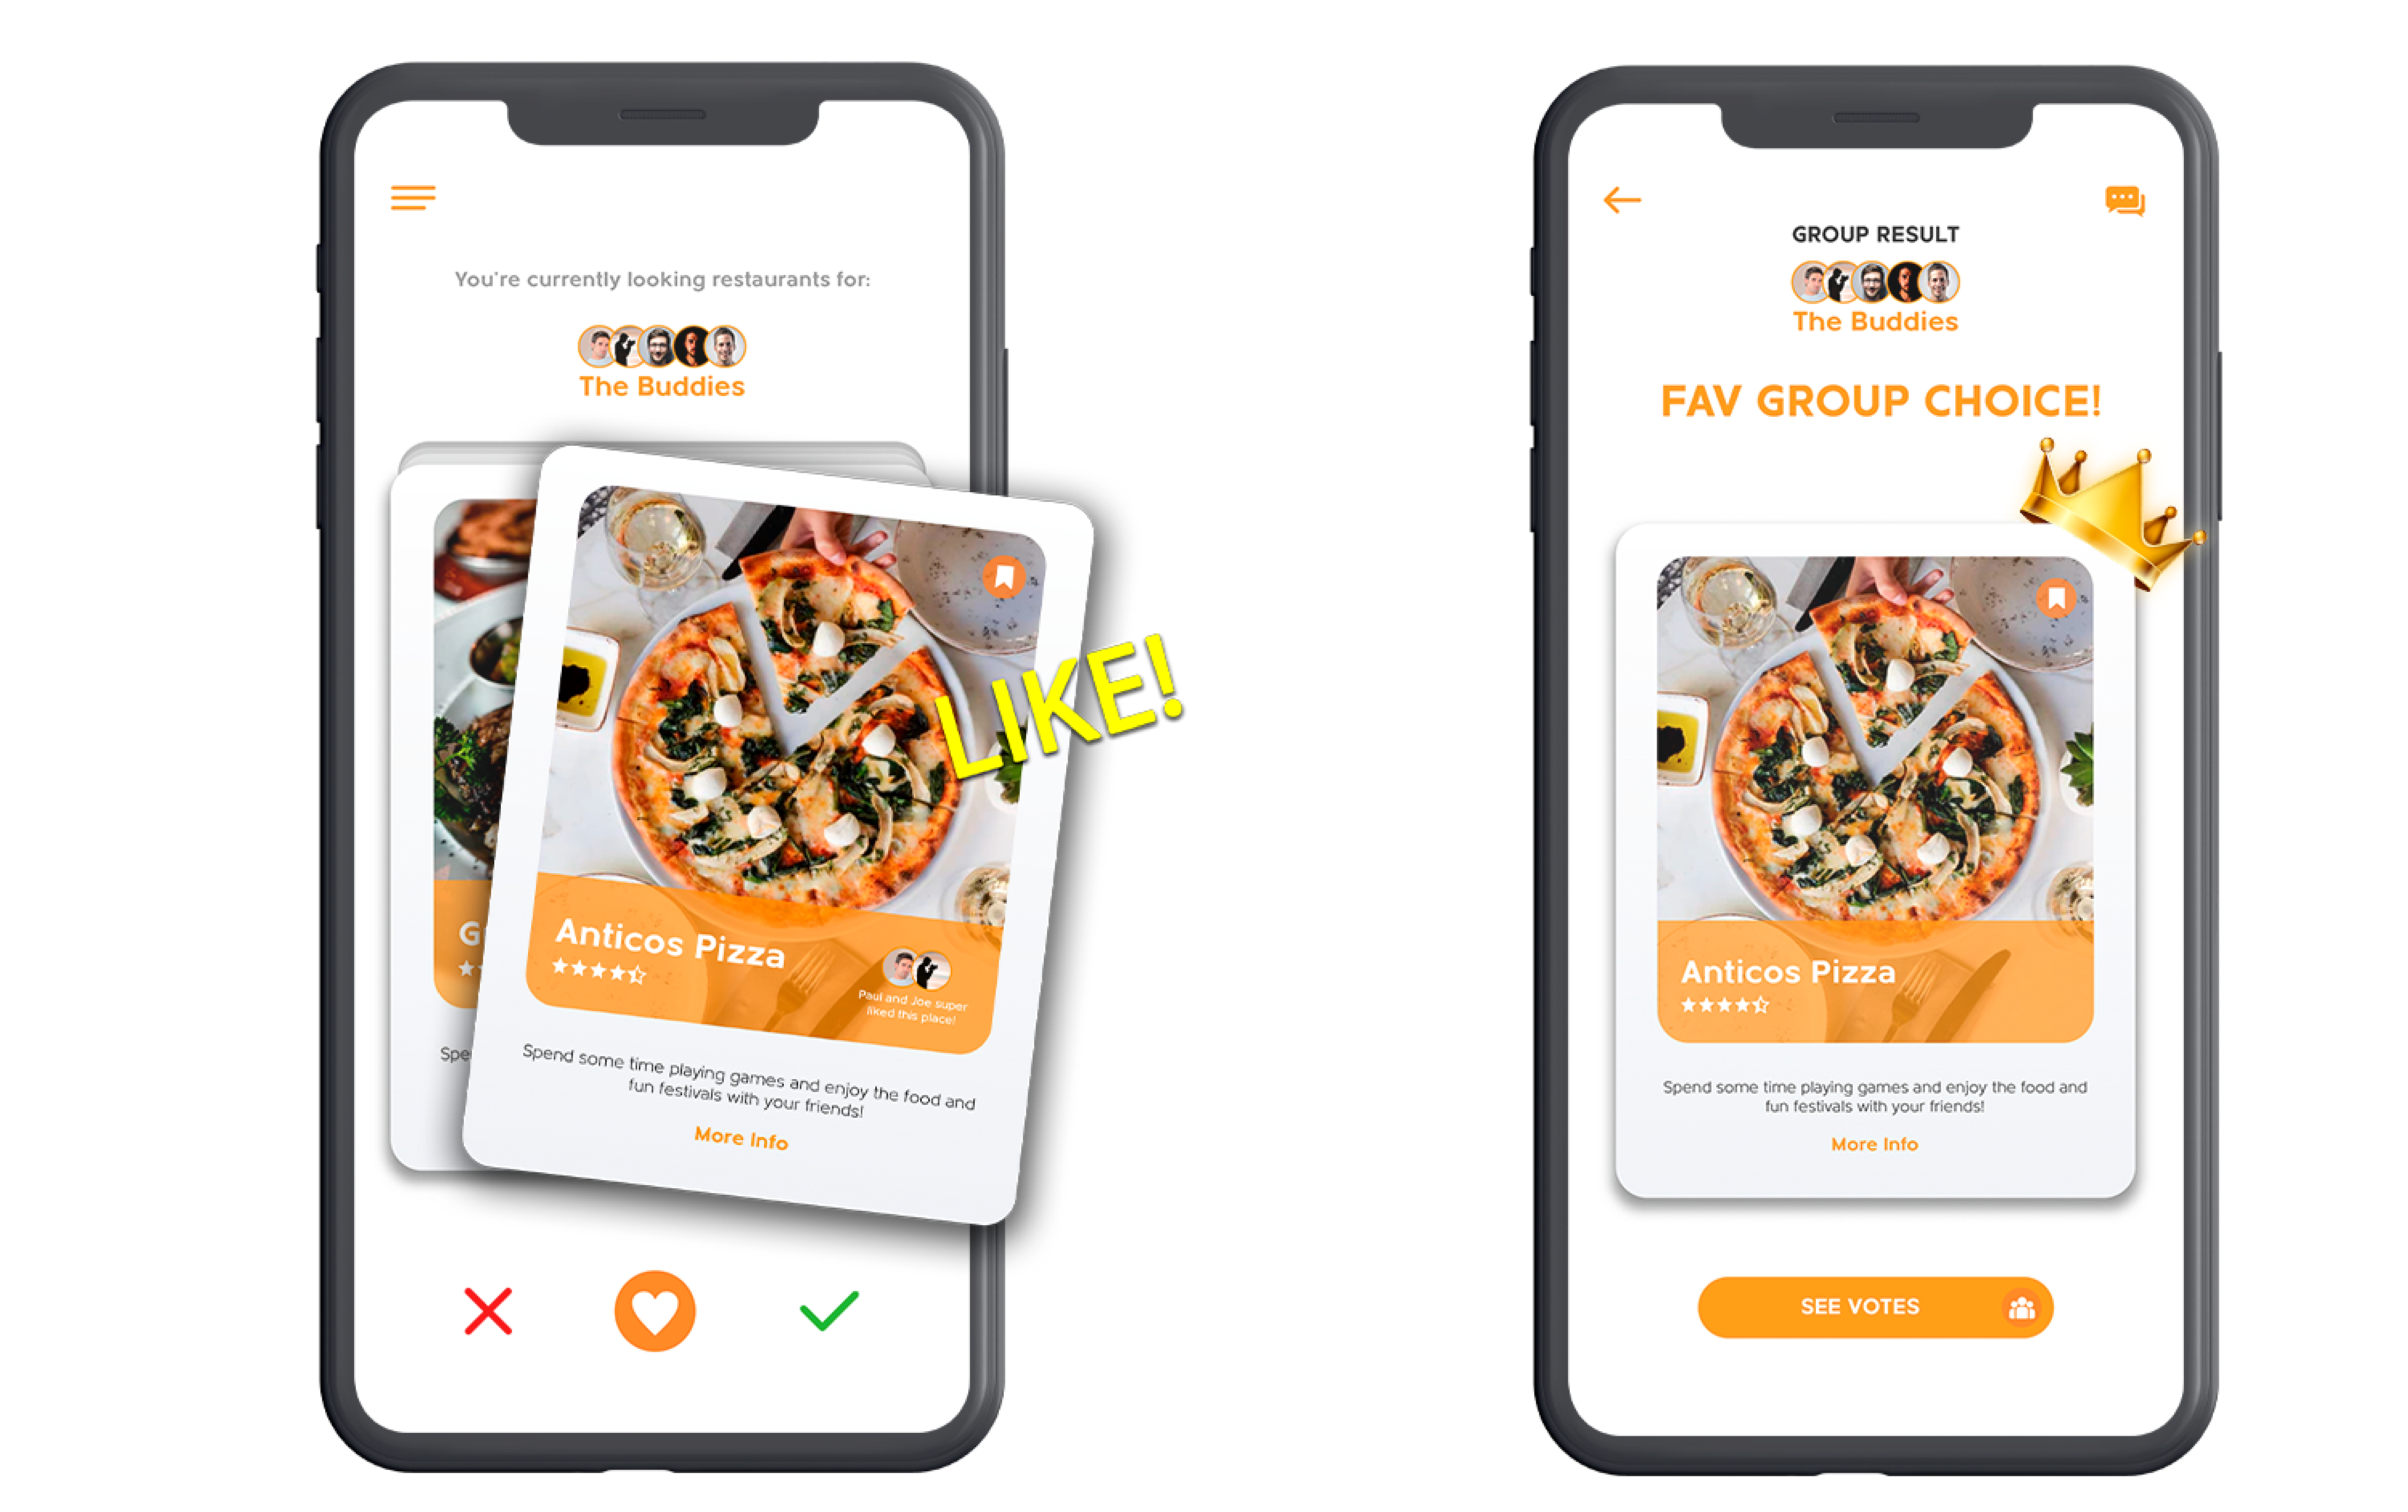 You're currently looking restaurants for:
The Buddies
LIKE!
Anticos Pizza
Paul and Joe super
liked this place!
Spend some time playing games and enjoy the food and
fun festivals with your friends!
More Info
GROUP RESULT
The Buddies
FAV GROUP CHOICE!
Anticos Pizza
Spend some time playing games and enjoy the food and
fun festivals with your friends!
More Info
SEE VOTES